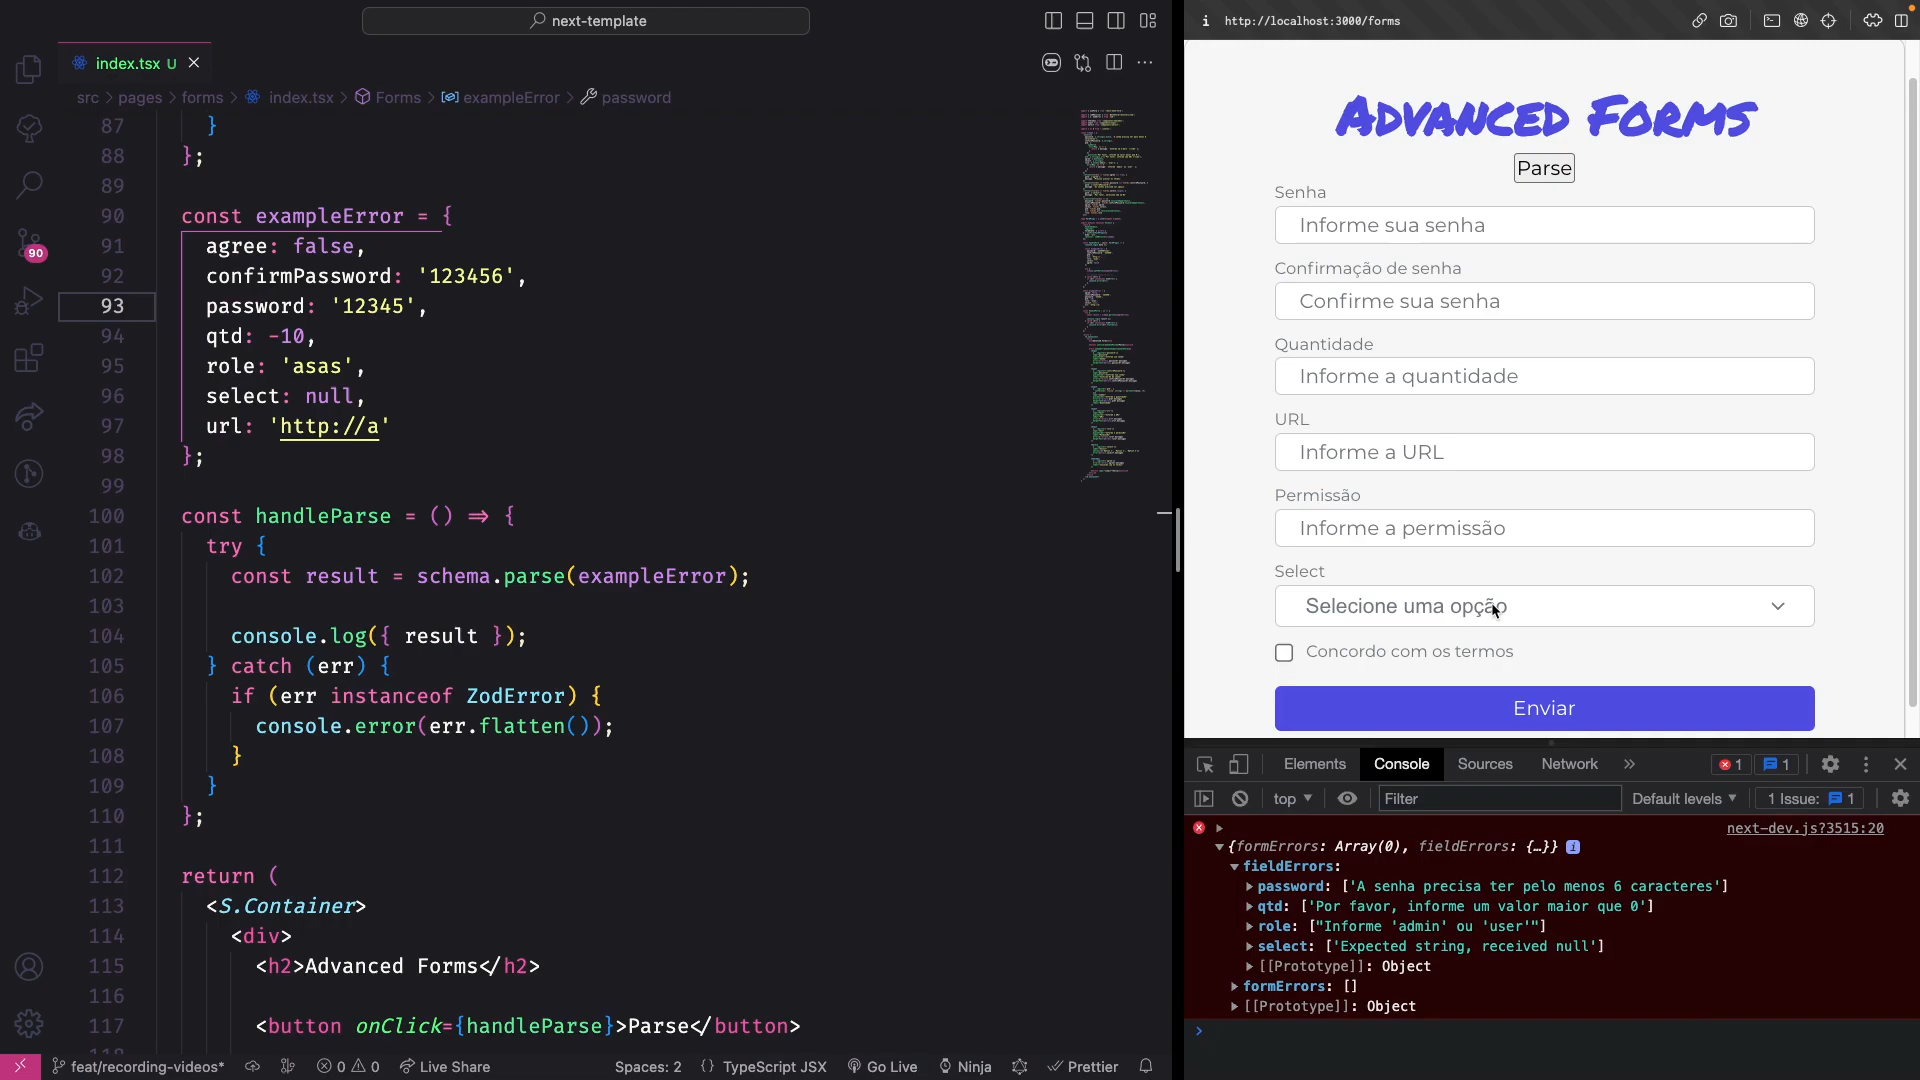 next-template
index.tsx U
src > pages > forms > index.tsx > Forms > exampleError > password
87 }
88 };
89
90 const exampleError = {
91 agree: false,
92 confirmPassword: '123456',
93 password: '12345',
94 qtd: -10,
95 role: 'asas',
96 select: null,
97 url: 'http://a'
98 };
99
100 const handleParse = () => {
101 try {
102 const result = schema.parse(exampleError);
103
104 console.log({ result });
105 } catch (err) {
106 if (err instanceof ZodError) {
107 console.error(err.flatten());
108 }
109 }
110 };
111
112 return (
113 <S.Container>
114 <div>
115 <h2>Advanced Forms</h2>
116
117 <button onClick={handleParse}>Parse</button>
90
feat/recording-videos*
0
0
Live Share
Spaces: 2
{} TypeScript JSX
Go Live
Ninja
Prettier
http://localhost:3000/forms
Advanced Forms
Parse
Senha
Informe sua senha
Confirmação de senha
Confirme sua senha
Quantidade
Informe a quantidade
URL
Informe a URL
Permissão
Informe a permissão
Select
Selecione uma opção
Concordo com os termos
Enviar
Elements
Console
Sources
Network
1
1
top
Filter
Default levels
1 Issue: 1
next-dev.js?3515:20
{formErrors: Array(0), fieldErrors: {…}}
fieldErrors:
password: ['A senha precisa ter pelo menos 6 caracteres']
qtd: ['Por favor, informe um valor maior que 0']
role: ["Informe 'admin' ou 'user'"]
select: ['Expected string, received null']
[[Prototype]]: Object
formErrors: []
[[Prototype]]: Object